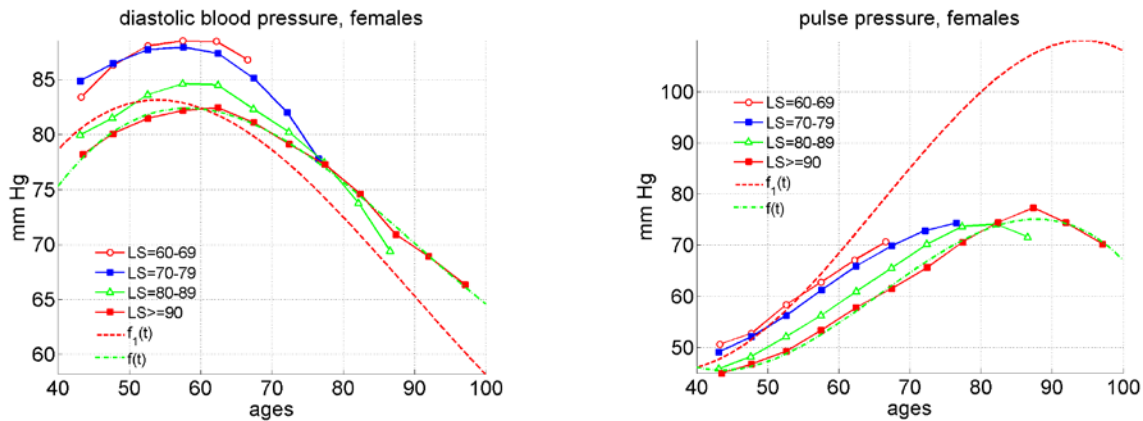 diastolic blood pressure, females
mm Hg
85
80
75
70
65
60
LS=60-69
LS=70-79
LS=80-89
LS>=90
f₁(t)
f(t)
40 50 60 70 80 90 100
ages
pulse pressure, females
mm Hg
100
90
80
70
60
50
LS=60-69
LS=70-79
LS=80-89
LS>=90
f₁(t)
f(t)
40 50 60 70 80 90 100
ages